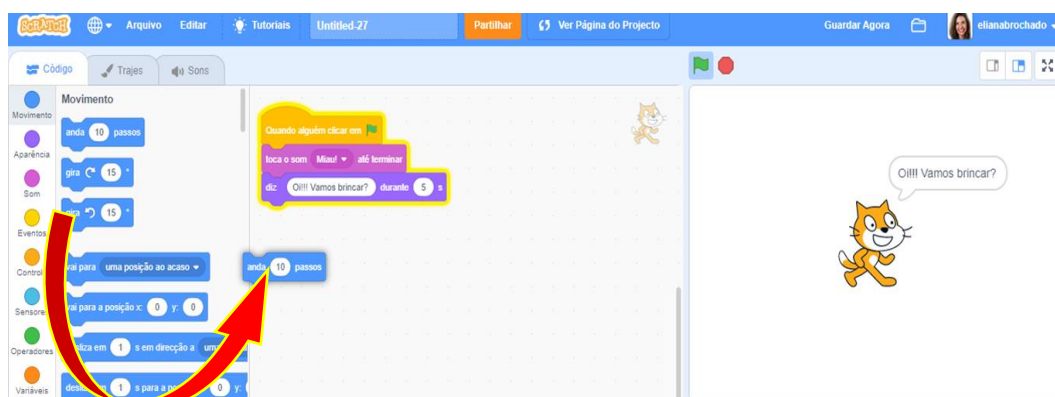 SCRATCH Arquivo Editar Tutoriais Untitled-27 Partilhar Ver Página do Projecto Guardar Agora elianabrochado
Código Trajes Sons
Movimento
Aparência
Som
Eventos
Sensores
Operadores
Variáveis
Movimento
anda 10 passos
gira 15 °
15 °
vai para uma posição ao acaso
vai para a posição x: 0 y: 0
em 1 s em direcção a
1 s para a 0 y:
Quando alguém clicar em
toca o som Miau! até terminar
diz Oi!!! Vamos brincar? durante 5 s
anda 10 passos
Oi!!! Vamos brincar?